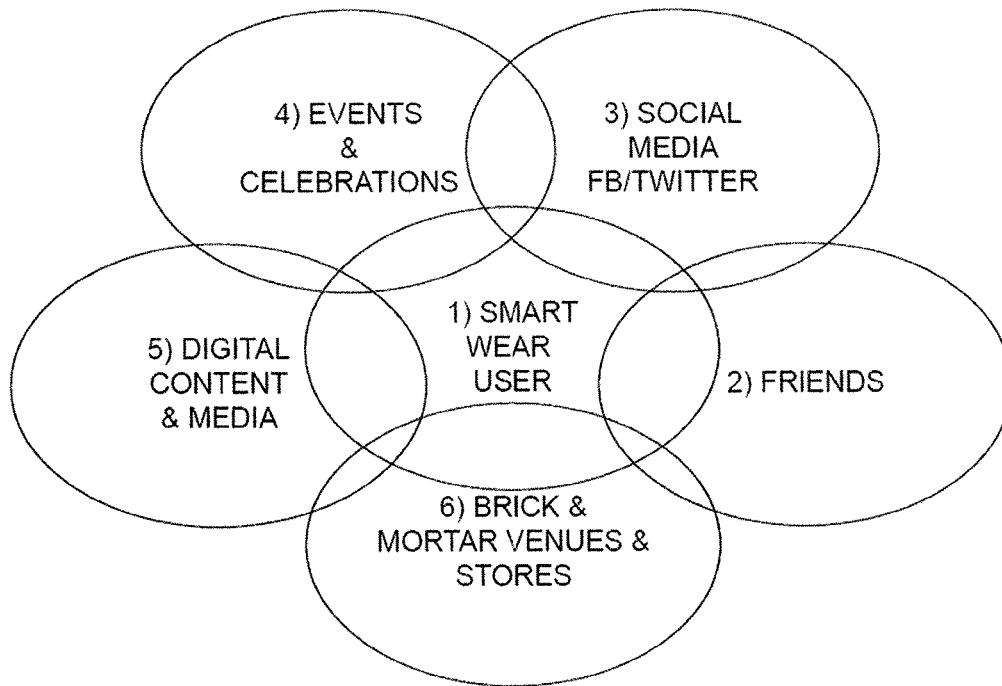 4) EVENTS
&
CELEBRATIONS
3) SOCIAL
MEDIA
FB/TWITTER
1) SMART
WEAR
USER
5) DIGITAL
CONTENT
& MEDIA
2) FRIENDS
6) BRICK &
MORTAR VENUES &
STORES